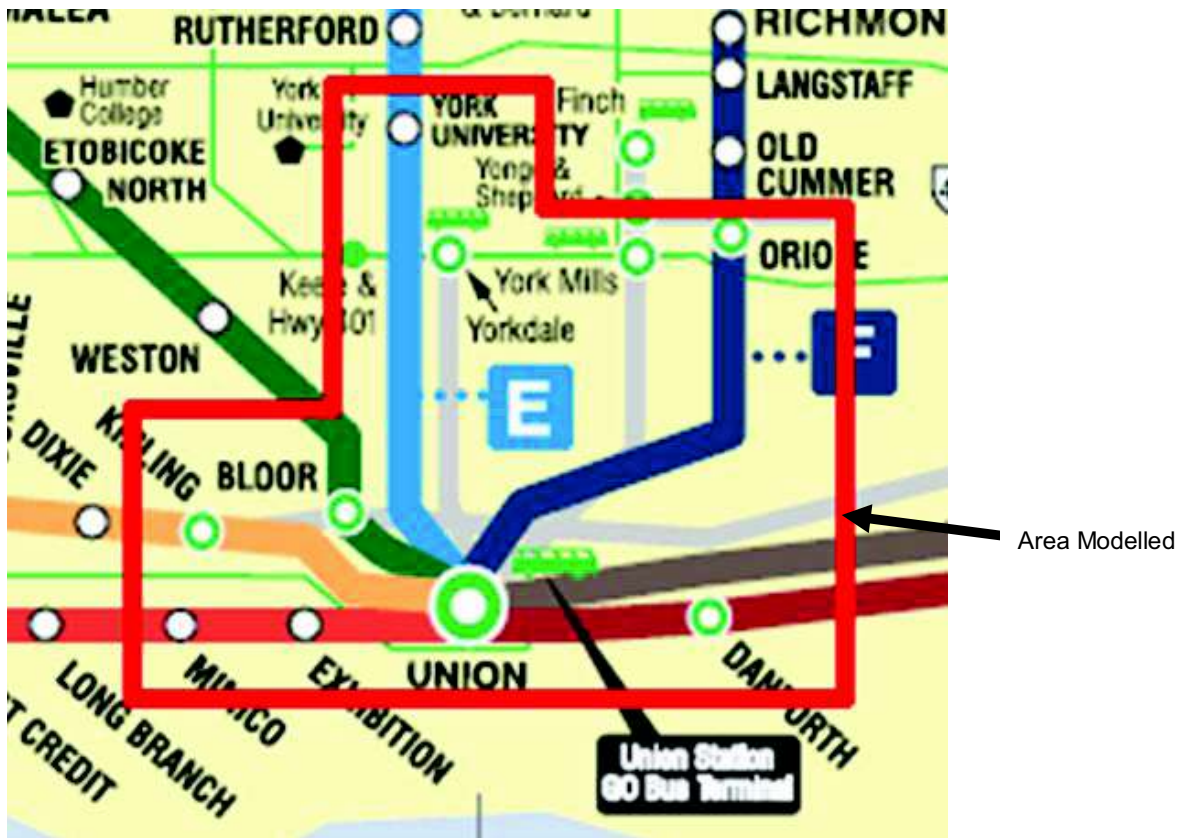 RUTHERFORD
RICHMON
Humber
College
York
University
YORK
UNIVERSITY
Finch
LANGSTAFF
ETOBICOKE
NORTH
OLD
CUMMER
Keele &
Hwy 401
York Mills
Yorkdale
ORIOLE
WESTON
E
F
DIXIE
KIPLING
BLOOR
Area Modelled
UNION
LONG BRANCH
MIMICO
EXHIBITION
DANFORTH
T CREDIT
Union Station
GO Bus Terminal